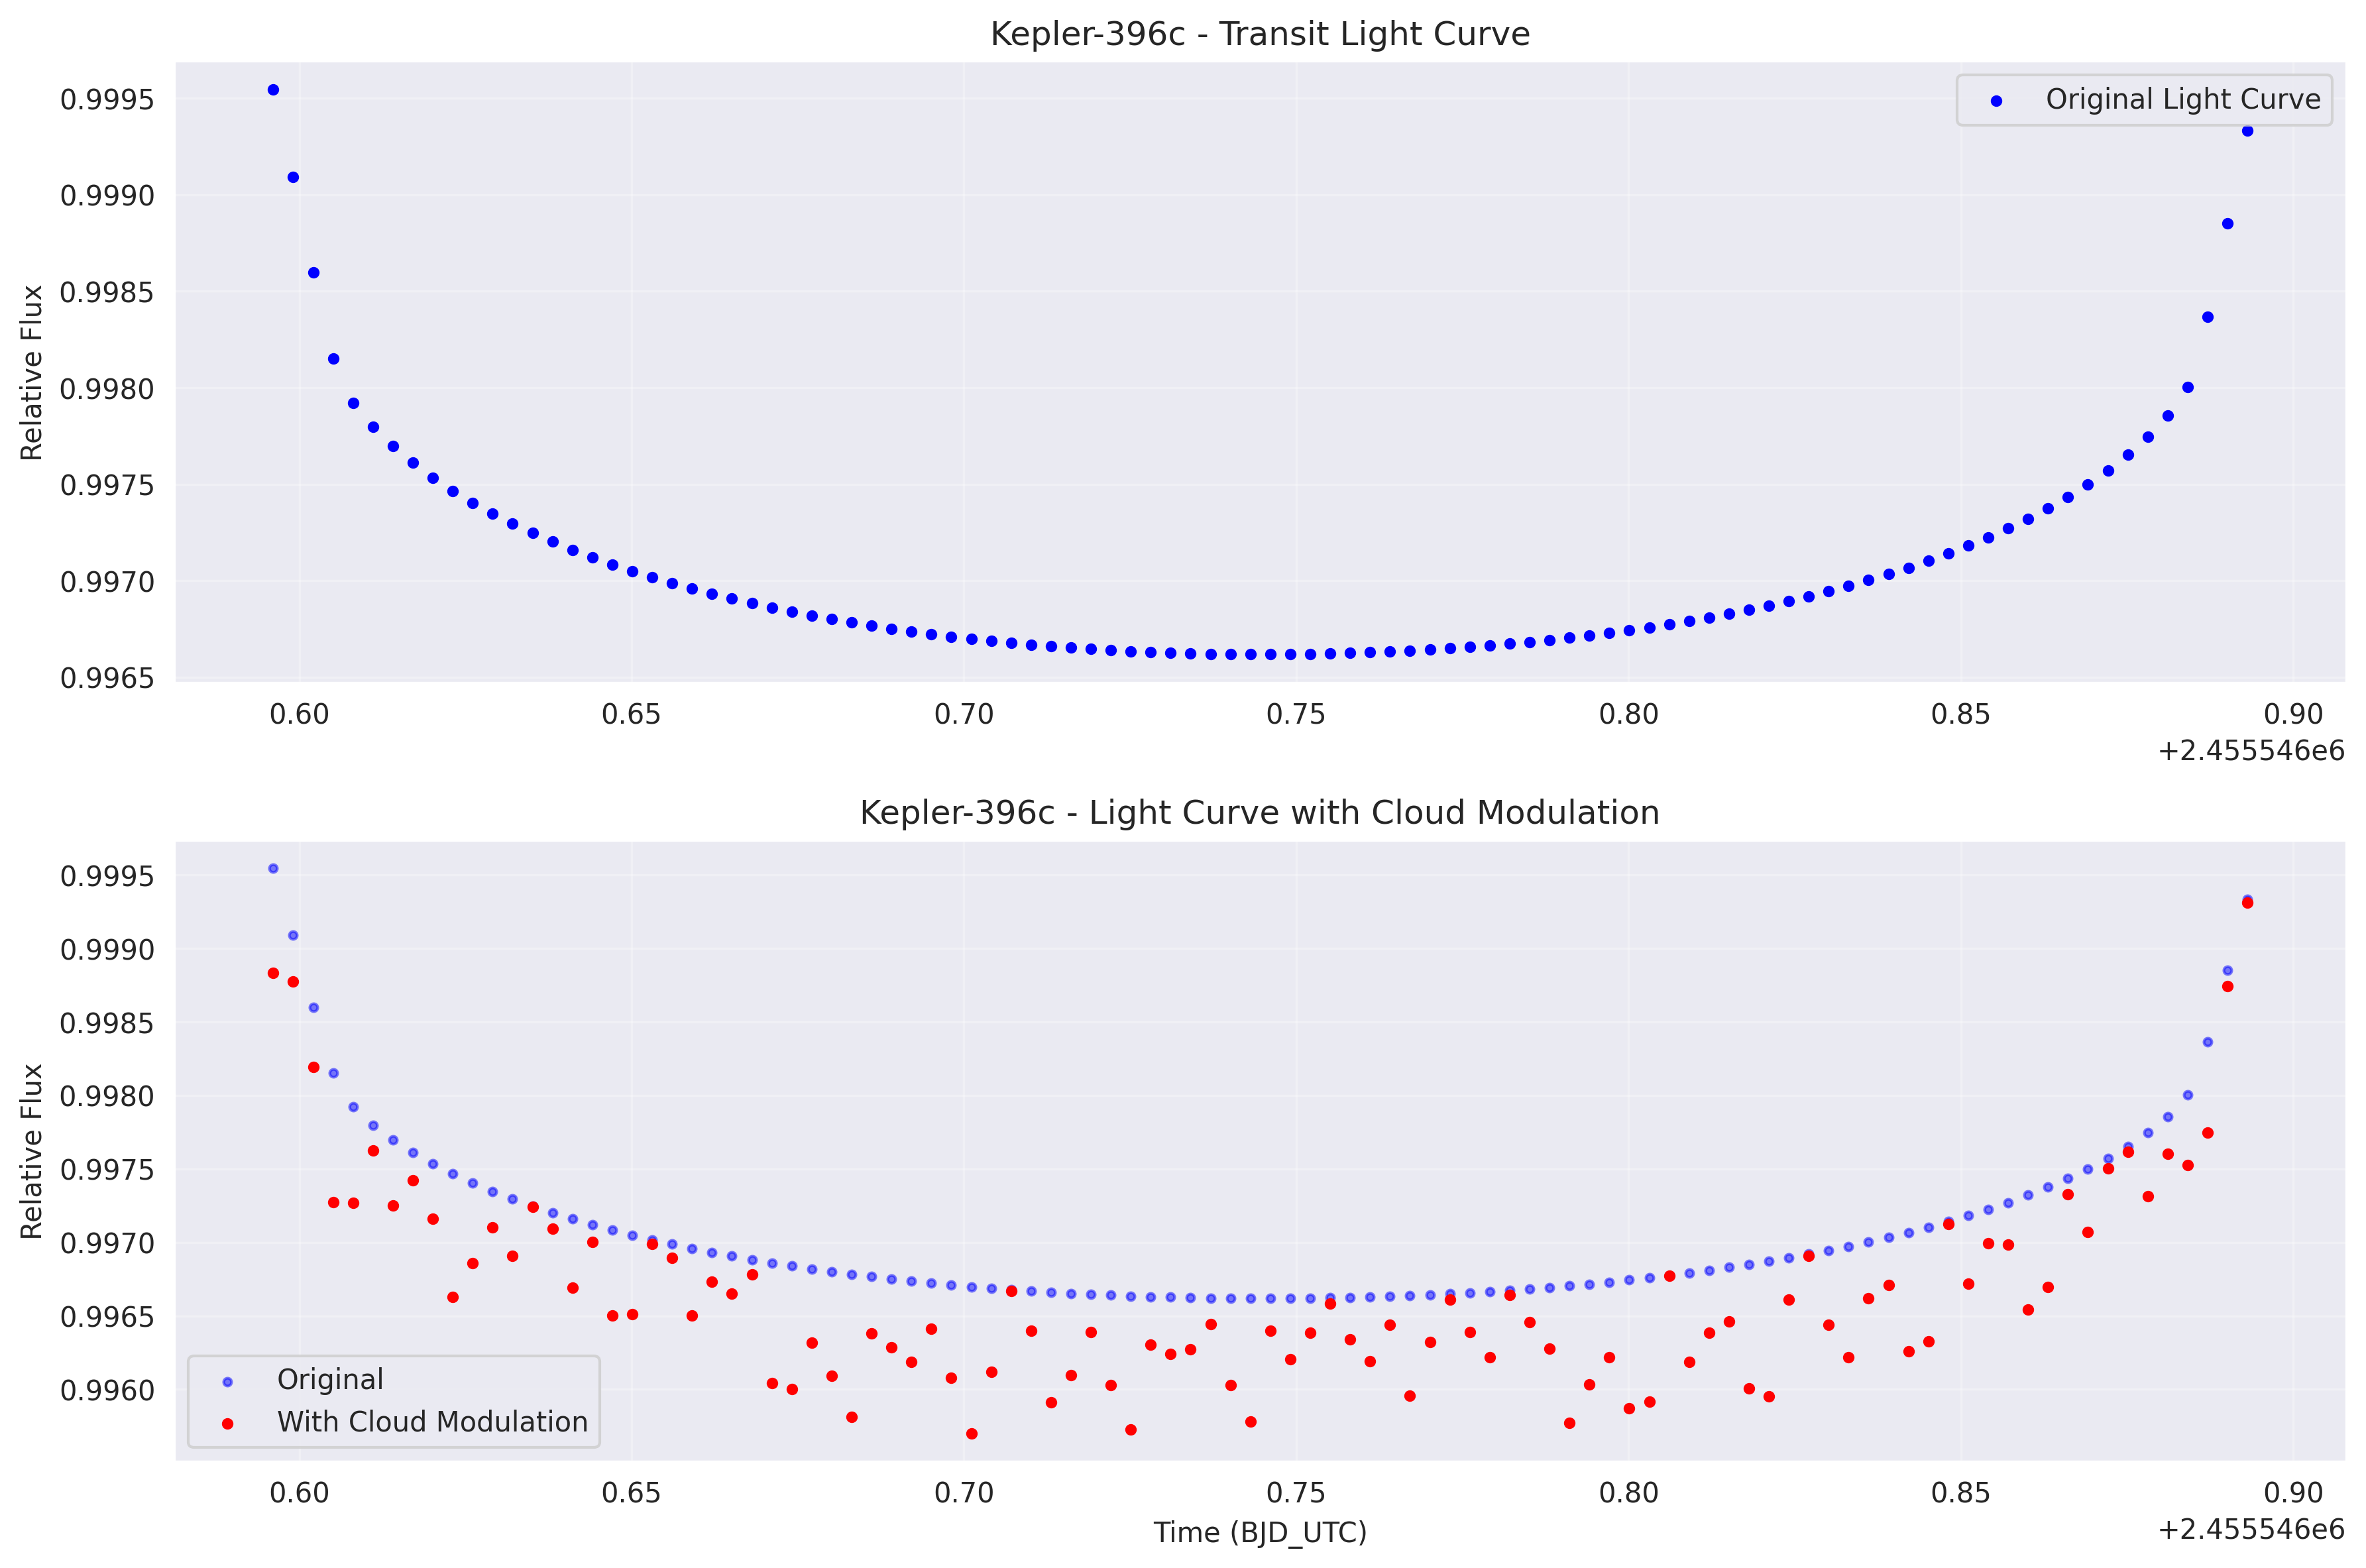 Kepler-396c - Transit Light Curve
Original Light Curve
Relative Flux
0.9995
0.9990
0.9985
0.9980
0.9975
0.9970
0.9965
0.60 0.65 0.70 0.75 0.80 0.85 0.90
+2.455546e6
Kepler-396c - Light Curve with Cloud Modulation
Relative Flux
0.9995
0.9990
0.9985
0.9980
0.9975
0.9970
0.9965
0.9960
Original
With Cloud Modulation
0.60 0.65 0.70 0.75 0.80 0.85 0.90
Time (BJD_UTC)
+2.455546e6